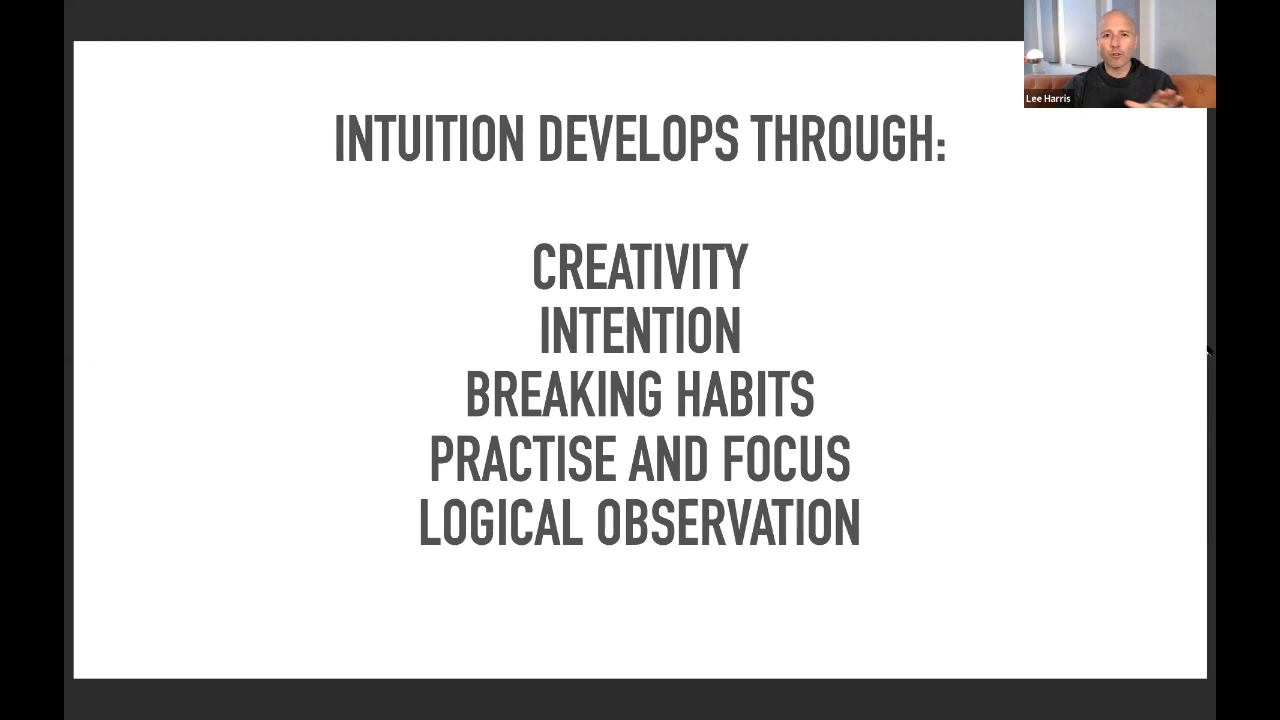 Lee Harris
INTUITION DEVELOPS THROUGH:
CREATIVITY
INTENTION
BREAKING HABITS
PRACTISE AND FOCUS
LOGICAL OBSERVATION